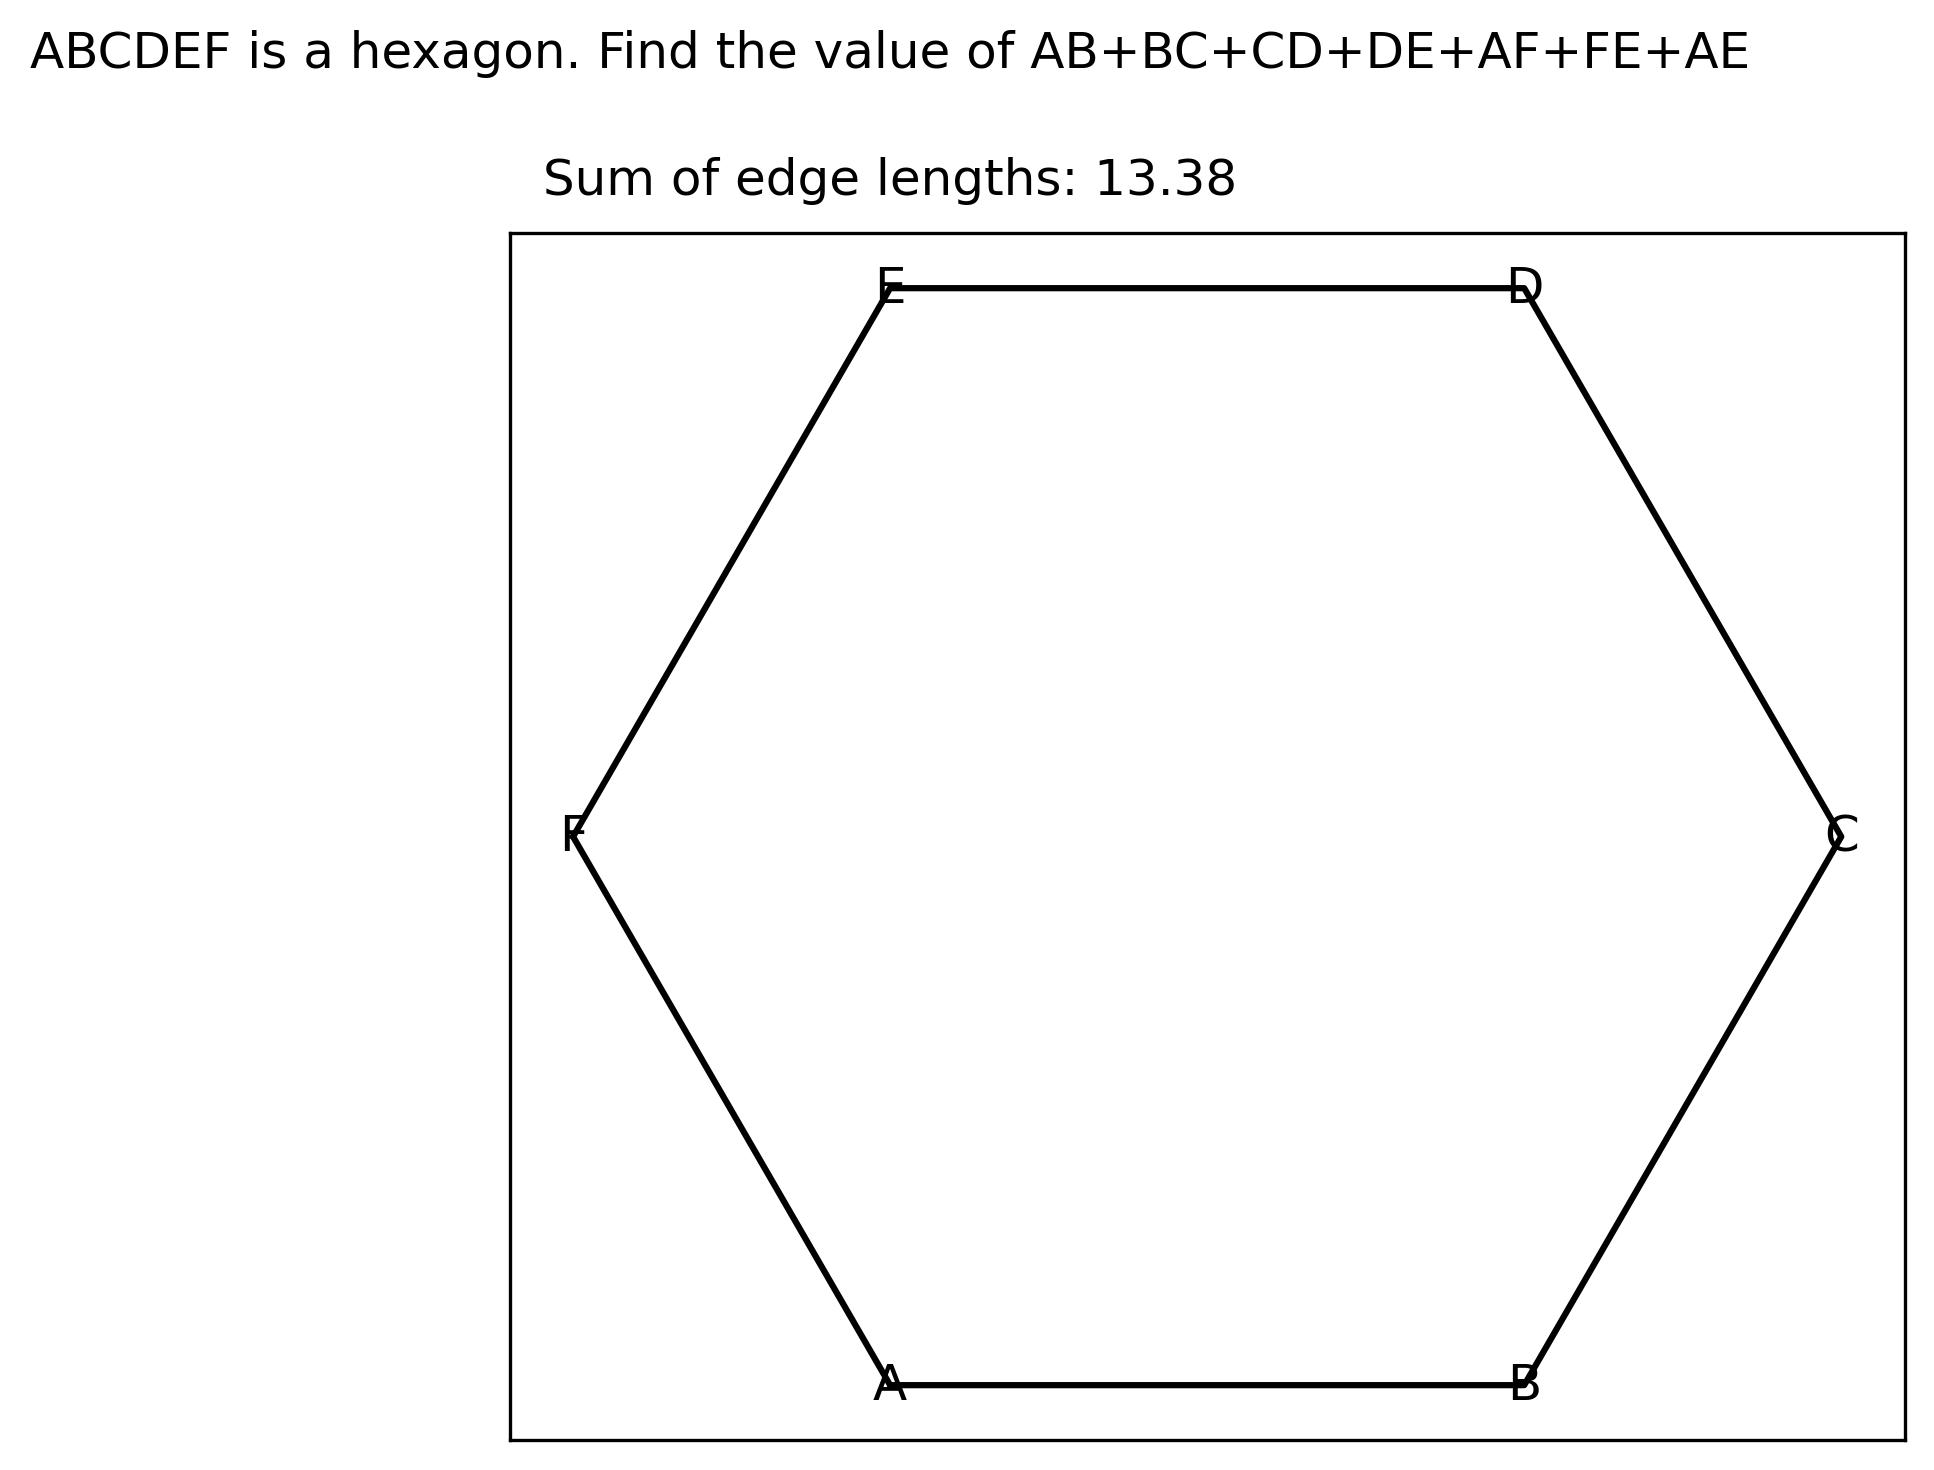 ABCDEF is a hexagon. Find the value of AB+BC+CD+DE+AF+FE+AE
Sum of edge lengths: 13.38
E D
F C
A B